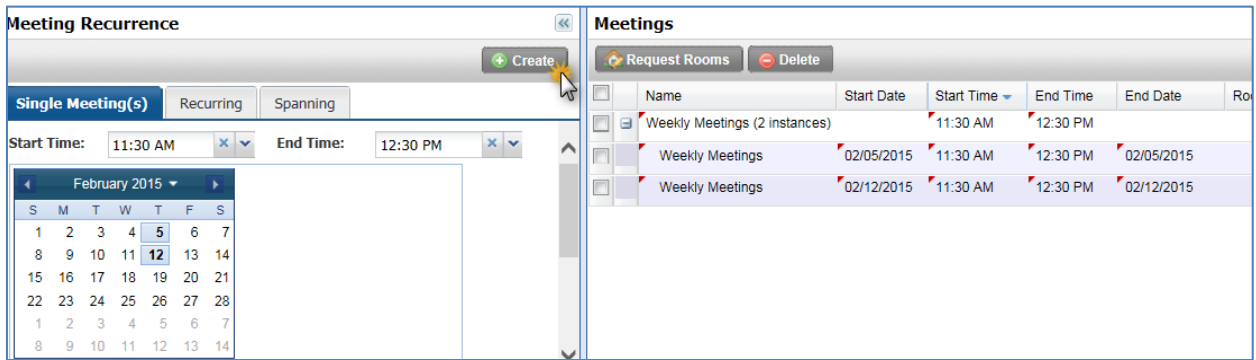 Meeting Recurrence
Create
Single Meeting(s) Recurring Spanning
Start Time: 11:30 AM End Time: 12:30 PM
February 2015
S M T W T F S
1 2 3 4 5 6 7
8 9 10 11 12 13 14
15 16 17 18 19 20 21
22 23 24 25 26 27 28
1 2 3 4 5 6 7
8 9 10 11 12 13 14
Meetings
Request Rooms Delete
Name Start Date Start Time End Time End Date
Weekly Meetings (2 instances) 11:30 AM 12:30 PM
Weekly Meetings 02/05/2015 11:30 AM 12:30 PM 02/05/2015
Weekly Meetings 02/12/2015 11:30 AM 12:30 PM 02/12/2015